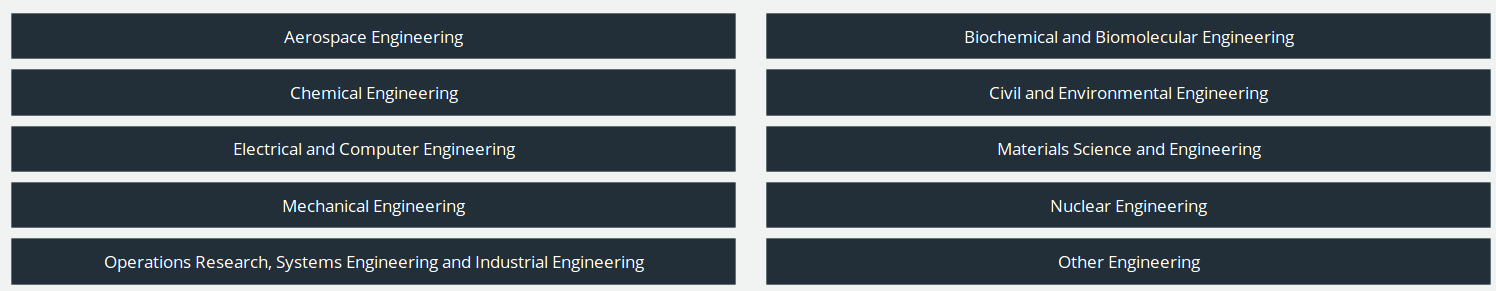 Aerospace Engineering
Biochemical and Biomolecular Engineering
Chemical Engineering
Civil and Environmental Engineering
Electrical and Computer Engineering
Materials Science and Engineering
Mechanical Engineering
Nuclear Engineering
Operations Research, Systems Engineering and Industrial Engineering
Other Engineering